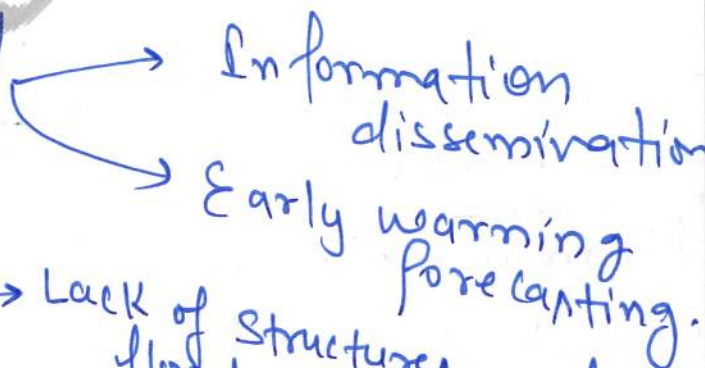 → Information
dissemination
→ Early warning
forecasting.
→ Lack of structure